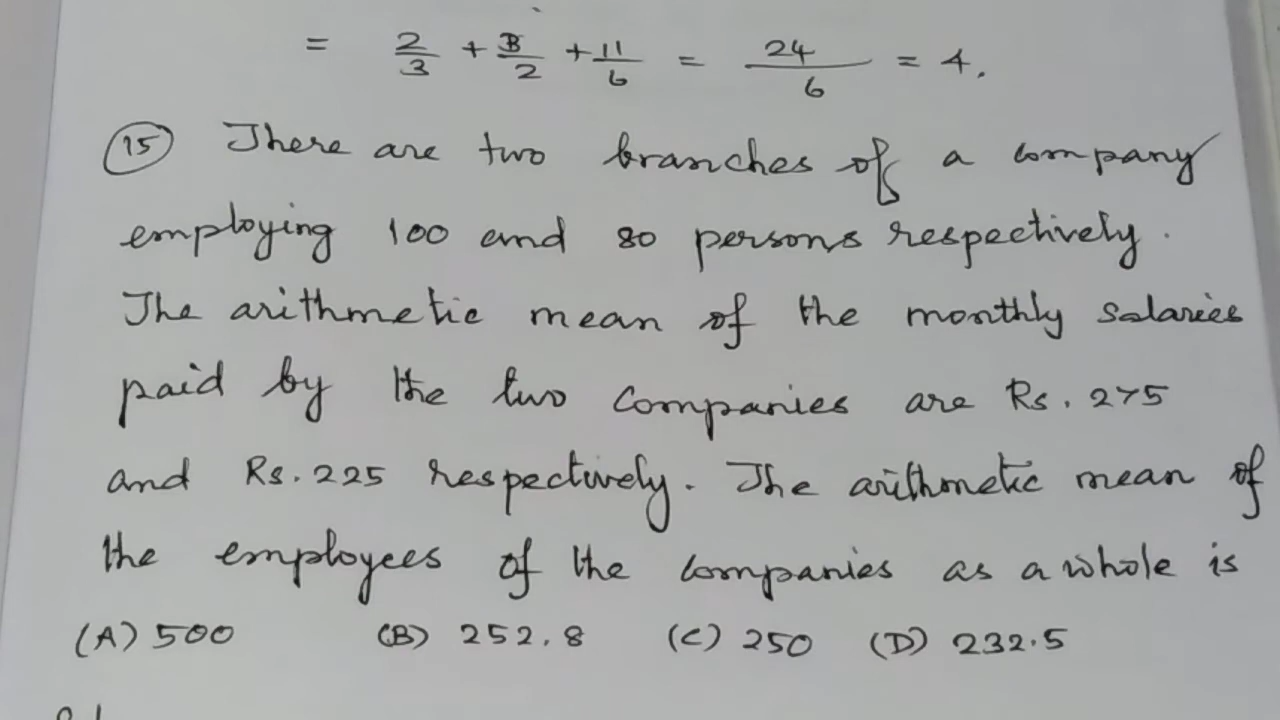 = 2/3 + 3/2 + 11/6 = 24/6 = 4.
(15) There are two branches of a company
employing 100 and 80 persons respectively.
The arithmetic mean of the monthly salaries
paid by the two companies are Rs. 275
and Rs. 225 respectively. The arithmetic mean of
the employees of the companies as a whole is
(A) 500 (B) 252.8 (C) 250 (D) 232.5